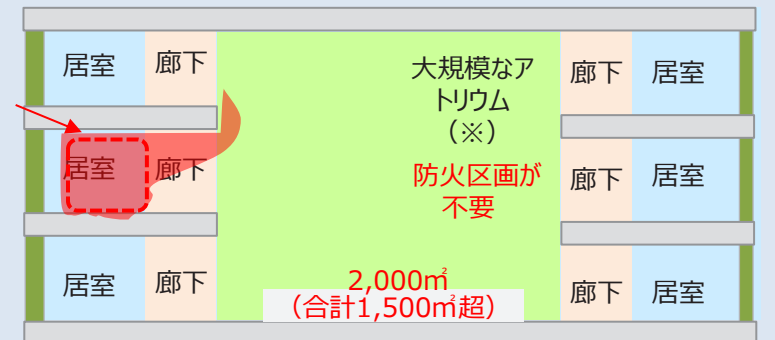 居室
廊下
大規模なア
トリウム
（※）
廊下
居室
居室
廊下
防火区画が
不要
廊下
居室
居室
廊下
2,000㎡
（合計1,500㎡超）
廊下
居室